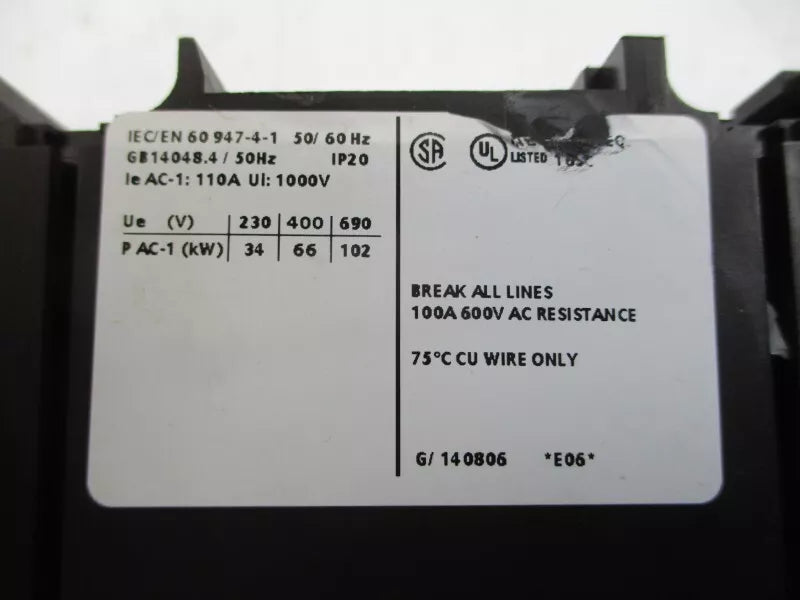 IEC/EN 60 947-4-1 50/ 60 Hz
GB14048.4 / 50Hz IP20
Ie AC-1: 110A UI: 1000V
Ue (V) 230 400 690
P AC-1 (kW) 34 66 102
SA UL LISTED
BREAK ALL LINES
100A 600V AC RESISTANCE
75°C CU WIRE ONLY
G/ 140806 *E06*